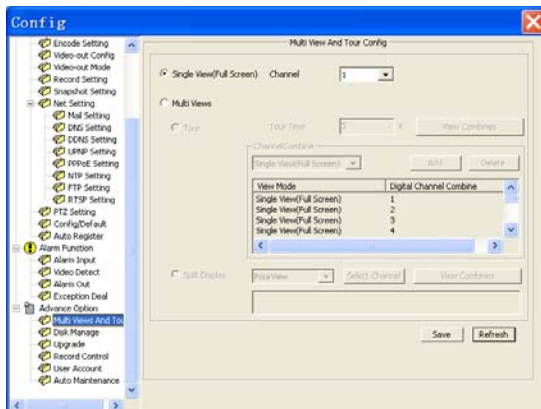 Config
Encode Setting
Video-out Config
Video-out Mode
Record Setting
Snapshot Setting
Net Setting
Mail Setting
DNS Setting
DDNS Setting
UPNP Setting
PPPoE Setting
NTP Setting
FTP Setting
RTSP Setting
PTZ Setting
Config/Default
Auto Register
Alarm Function
Alarm Input
Video Detect
Alarm Out
Exception Deal
Advance Option
Multi Views And Tou
Disk Manage
Upgrade
Record Control
User Account
Auto Maintenance
Multi View And Tour Config
Single View(Full Screen) Channel 1
Multi Views
Tour Tour Time 5 s View Combines
ChannelCombine
Single View(Full Screen) Add Delete
View Mode Digital Channel Combine
Single View(Full Screen) 1
Single View(Full Screen) 2
Single View(Full Screen) 3
Single View(Full Screen) 4
Split Display FourView Select Channel View Combines
Save Refresh